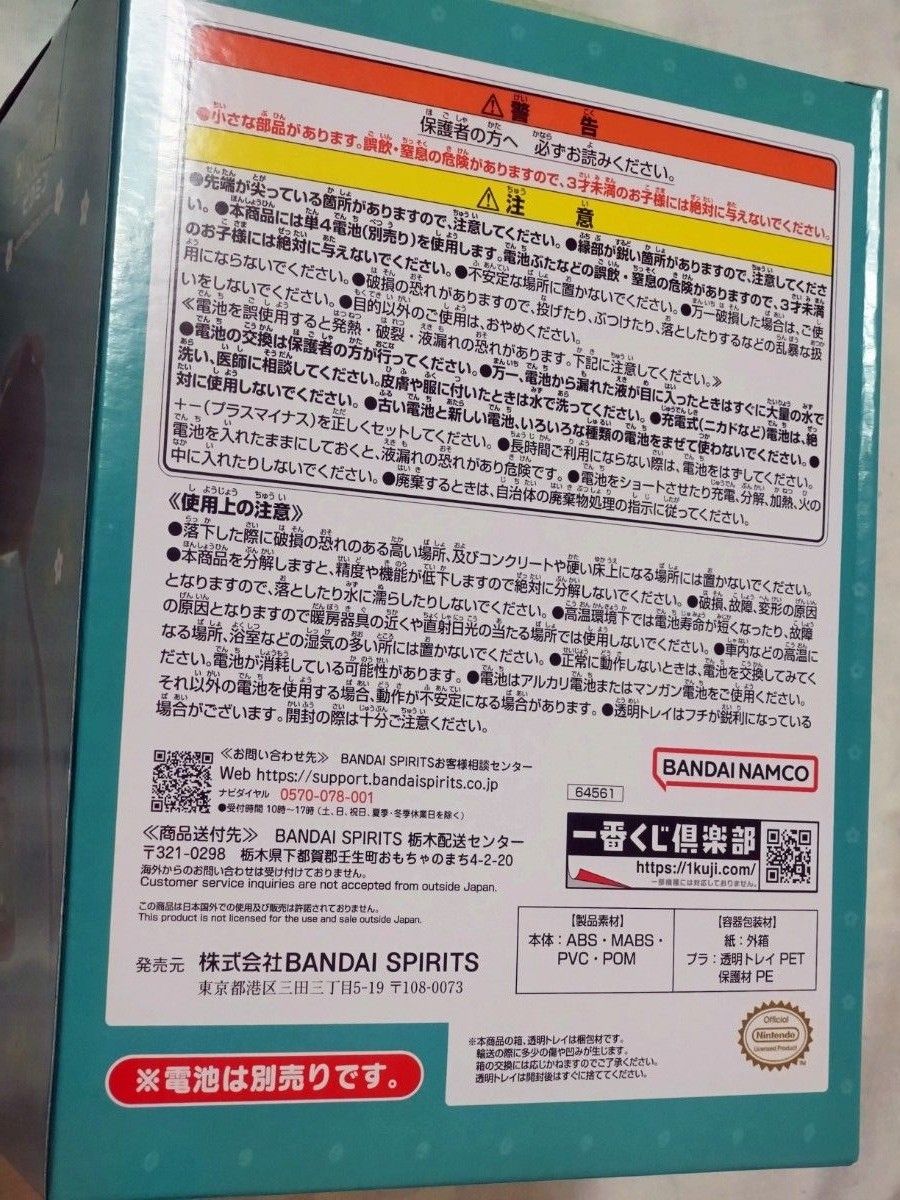 ⚠警告
保護者の方へ 必ずお読みください。
●小さな部品があります。誤飲・窒息の危険がありますので、3才未満のお子様には絶対に与えないでください。
⚠注意
●先端が尖っている箇所がありますので、注意してください。●縁部が鋭い箇所がありますので、注意してくださ
い。●本商品には単4電池(別売り)を使用します。電池ぶたなどの誤飲・窒息の危険がありますので、3才未満
のお子様には絶対に与えないでください。●不安定な場所に置かないでください。●万一破損した場合は、ご使
用にならないでください。●破損の恐れがありますので、投げたり、ぶつけたり、落としたりするなどの乱暴な扱
いをしないでください。●目的以外のご使用は、おやめください。
《電池を誤使用すると発熱・破裂・液漏れの恐れがあります。下記に注意してください。》
●電池の交換は保護者の方が行ってください。●万一、電池から漏れた液が目に入ったときはすぐに大量の水で
洗い、医師に相談してください。皮膚や服に付いたときは水で洗ってください。●充電式(ニカドなど)電池は、絶
対に使用しないでください。●古い電池と新しい電池、いろいろな種類の電池をまぜて使わないでください。●
+-(プラスマイナス)を正しくセットしてください。●長時間ご利用にならない際は、電池をはずしてください。
電池を入れたままにしておくと、液漏れの恐れがあり危険です。●電池をショートさせたり充電、分解、加熱、火の
中に入れたりしないでください。●廃棄するときは、自治体の廃棄物処理の指示に従ってください。
《使用上の注意》
●落下した際に破損の恐れのある高い場所、及びコンクリートや硬い床上になる場所には置かないでください。
●本商品を分解しますと、精度や機能が低下しますので絶対に分解しないでください。●破損、故障、変形の原因
となりますので、落としたり水に濡らしたりしないでください。●高温環境下では電池寿命が短くなったり、故障
の原因となりますので暖房器具の近くや直射日光の当たる場所では使用しないでください。●車内などの高温に
なる場所、浴室などの湿気の多い所には置かないでください。●正常に動作しないときは、電池を交換してみてく
ださい。電池が消耗している可能性があります。●電池はアルカリ電池またはマンガン電池をご使用ください。
それ以外の電池を使用する場合、動作が不安定になる場合があります。●透明トレイはフチが鋭利になっている
場合がございます。開封の際は十分ご注意ください。
《お問い合わせ先》 BANDAI SPIRITSお客様相談センター
Web https://support.bandaispirits.co.jp
ナビダイヤル 0570-078-001
●受付時間 10時~17時(土、日、祝日、夏季・冬季休業日を除く)
《商品送付先》 BANDAI SPIRITS 栃木配送センター
〒321-0298 栃木県下都賀郡壬生町おもちゃのまち4-2-20
海外からのお問い合わせは受け付けておりません。
Customer service inquiries are not accepted from outside Japan.
この商品は日本国外での使用及び販売は許諾されておりません。
This product is not licensed for the use and sale outside Japan.
発売元 株式会社BANDAI SPIRITS
東京都港区三田三丁目5-19 〒108-0073
BANDAI NAMCO
64561
一番くじ倶楽部
https://1kuji.com/
一部機種には対応しておりません。
【製品素材】
本体:ABS・MABS・
PVC・POM
【容器包装材】
紙:外箱
プラ:透明トレイ PET
保護材 PE
※本商品の箱、透明トレイは梱包材です。
輸送の際に多少の傷や凹みが生じます。
箱の交換には応じかねますのでご了承ください。
透明トレイは開封後はすぐに捨ててください。
Official
Nintendo
Licensed Product
※電池は別売りです。